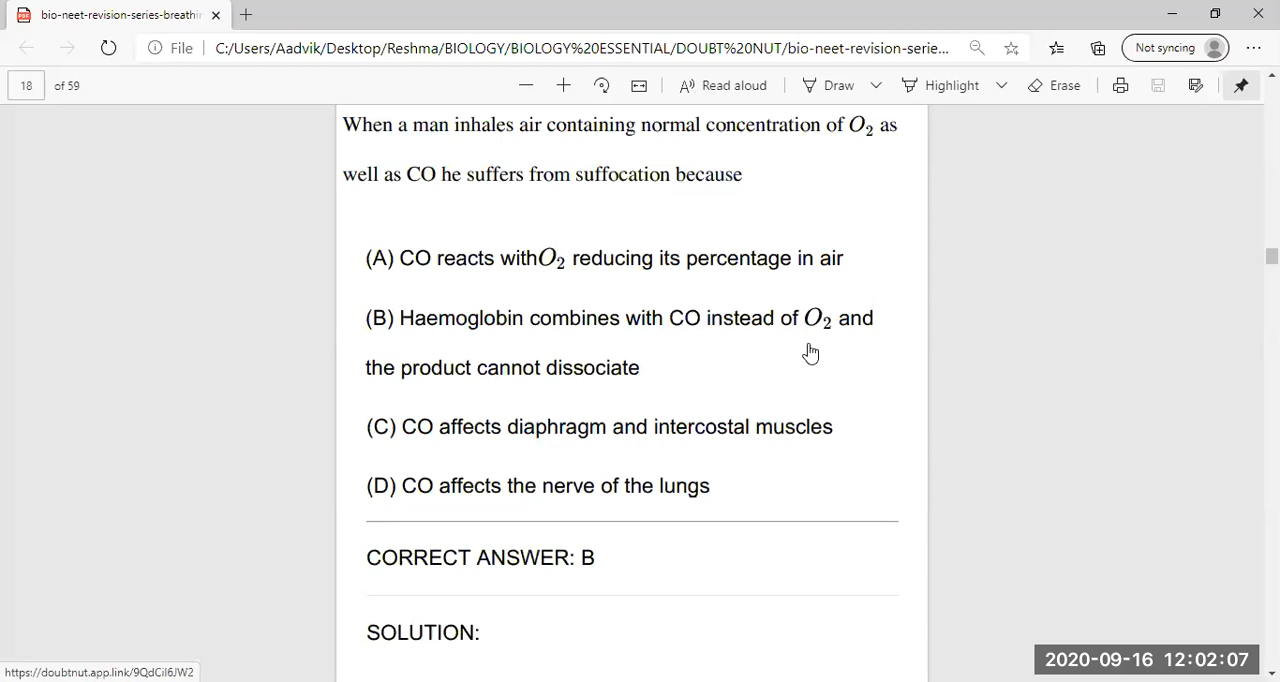 bio-neet-revision-series-breathin
File
C:/Users/Aadvik/Desktop/Reshma/BIOLOGY/BIOLOGY%20ESSENTIAL/DOUBT%20NUT/bio-neet-revision-serie...
Not syncing
18 of 59
Read aloud
Draw
Highlight
Erase
When a man inhales air containing normal concentration of O₂ as
well as CO he suffers from suffocation because
(A) CO reacts withO₂ reducing its percentage in air
(B) Haemoglobin combines with CO instead of O₂ and
the product cannot dissociate
(C) CO affects diaphragm and intercostal muscles
(D) CO affects the nerve of the lungs
CORRECT ANSWER: B
SOLUTION:
2020-09-16 12:02:07
https://doubtnut.app.link/9QdCil6JW2